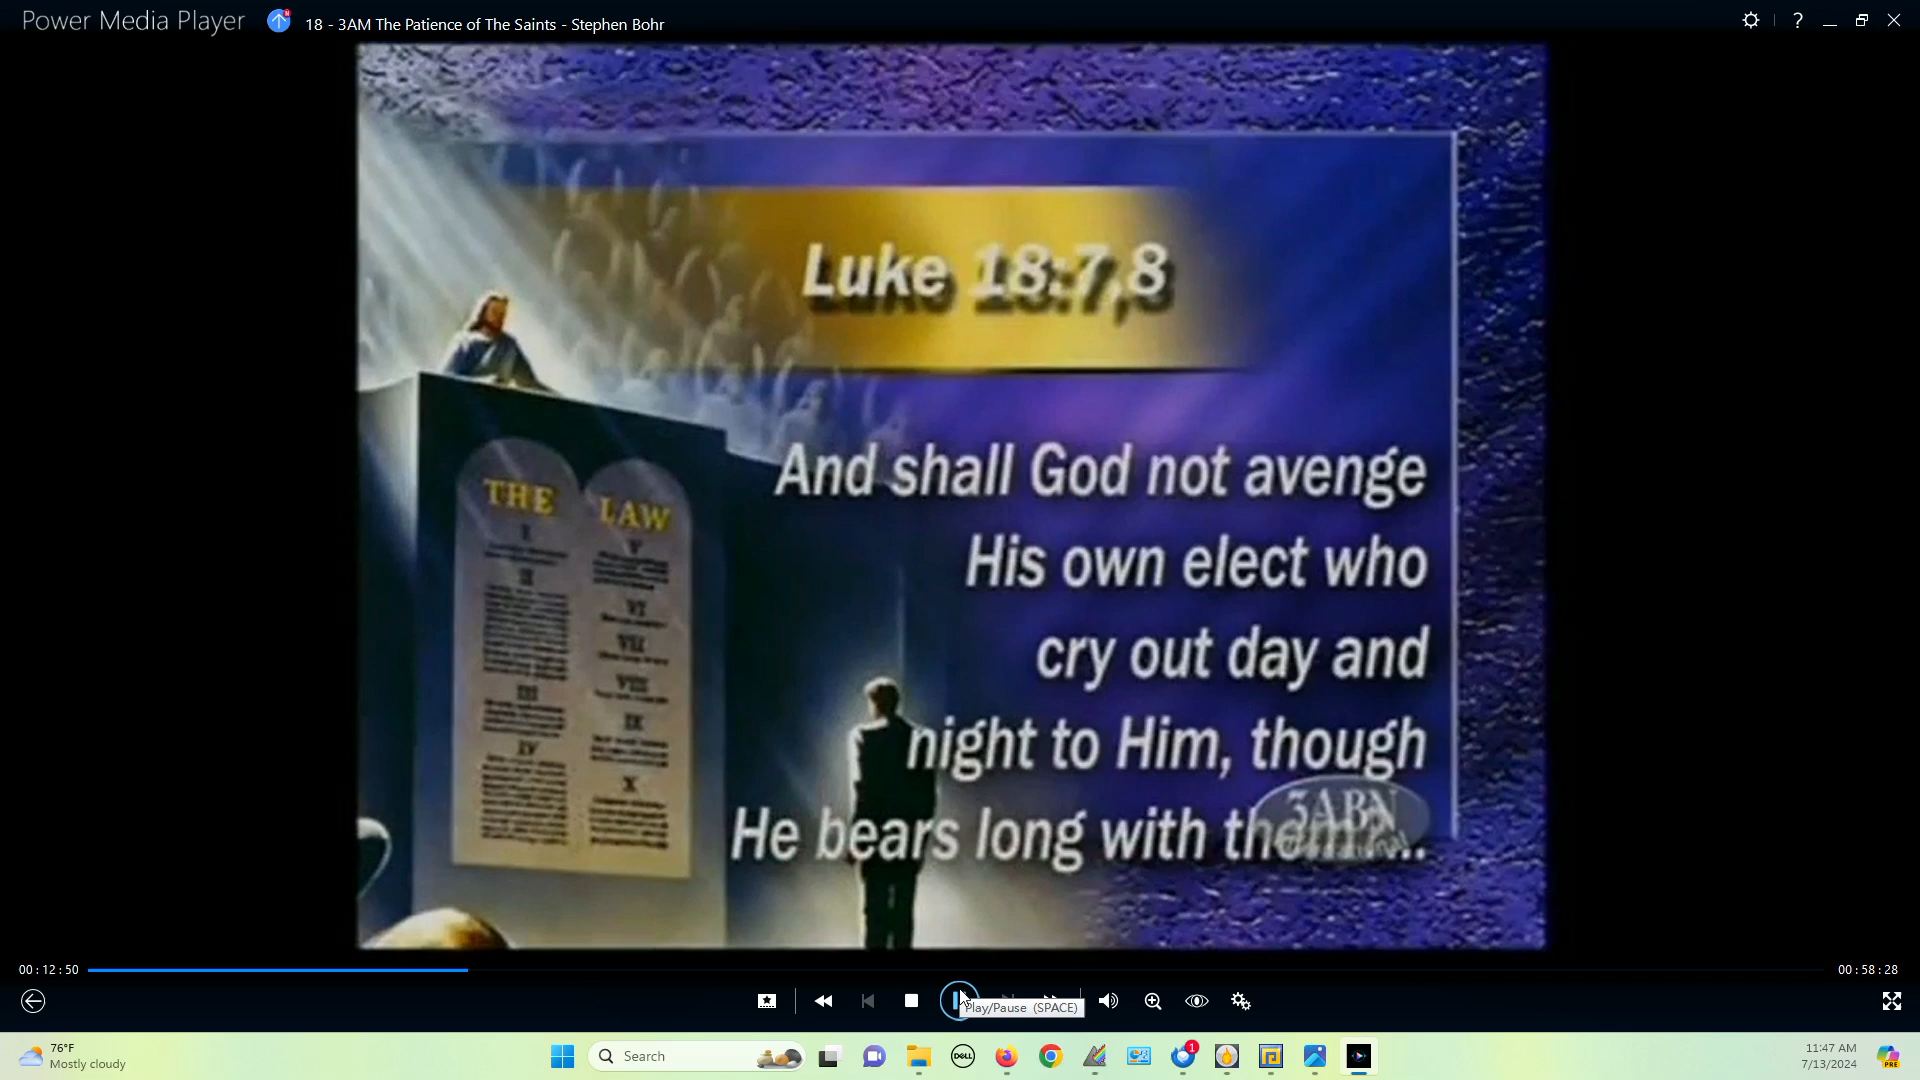 Power Media Player
18 - 3AM The Patience of The Saints - Stephen Bohr
Luke 18:7,8
THE LAW
I
V
II
VI
VII
VIII
III
IX
IV
X
And shall God not avenge
His own elect who
cry out day and
night to Him, though
He bears long with
3ABN
00:12:50
00:58:28
Play/Pause (SPACE)
76°F
Mostly cloudy
Search
DELL
1
PRE
11:47 AM
7/13/2024